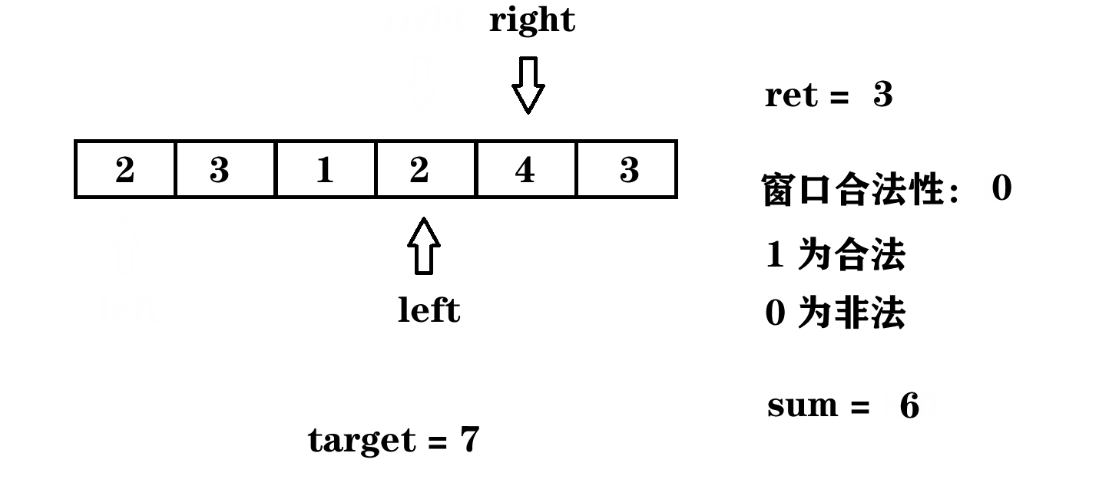 right
ret = 3
2 3 1 2 4 3
窗口合法性： 0
1 为合法
left
0 为非法
sum = 6
target = 7